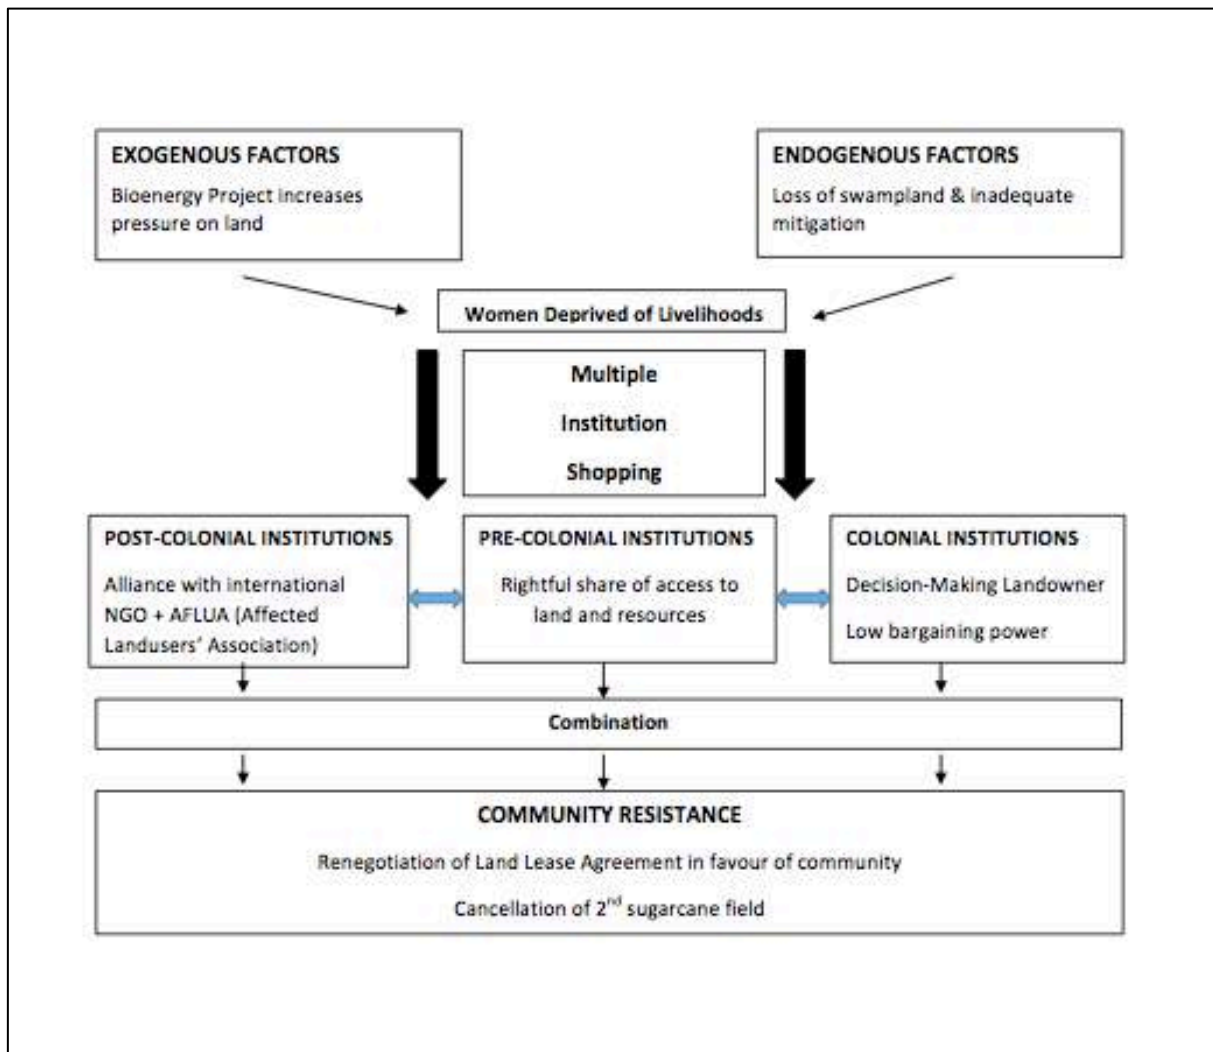 EXOGENOUS FACTORS
Bioenergy Project increases
pressure on land
ENDOGENOUS FACTORS
Loss of swampland & inadequate
mitigation
Women Deprived of Livelihoods
Multiple
Institution
Shopping
POST-COLONIAL INSTITUTIONS
Alliance with international
NGO + AFLUA (Affected
Landusers' Association)
PRE-COLONIAL INSTITUTIONS
Rightful share of access to
land and resources
COLONIAL INSTITUTIONS
Decision-Making Landowner
Low bargaining power
Combination
COMMUNITY RESISTANCE
Renegotiation of Land Lease Agreement in favour of community
Cancellation of 2nd sugarcane field